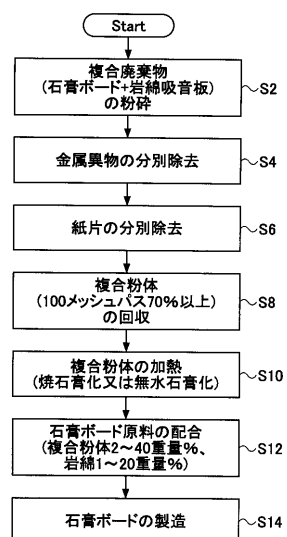 Start
複合廃棄物
(石膏ボード+岩綿吸音板)
の粉砕
S2
金属異物の分別除去
S4
紙片の分別除去
S6
複合粉体
(100メッシュパス70%以上)
の回収
S8
複合粉体の加熱
(焼石膏化又は無水石膏化)
S10
石膏ボード原料の配合
(複合粉体2～40重量%、
岩綿1～20重量%)
S12
石膏ボードの製造
S14